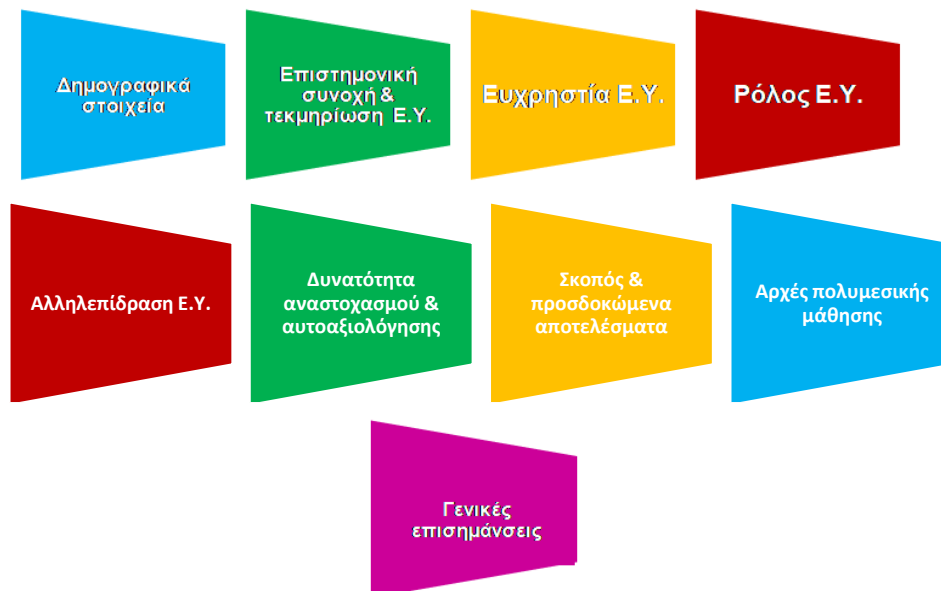 Δημογραφικά
στοιχεία
Επιστημονική
συνοχή &
τεκμηρίωση Ε.Υ.
Ευχρηστία Ε.Υ.
Ρόλος Ε.Υ.
Αλληλεπίδραση Ε.Υ.
Δυνατότητα
αναστοχασμού &
αυτοαξιολόγησης
Σκοπός &
προσδοκώμενα
αποτελέσματα
Αρχές πολυμεσικής
μάθησης
Γενικές
επισημάνσεις